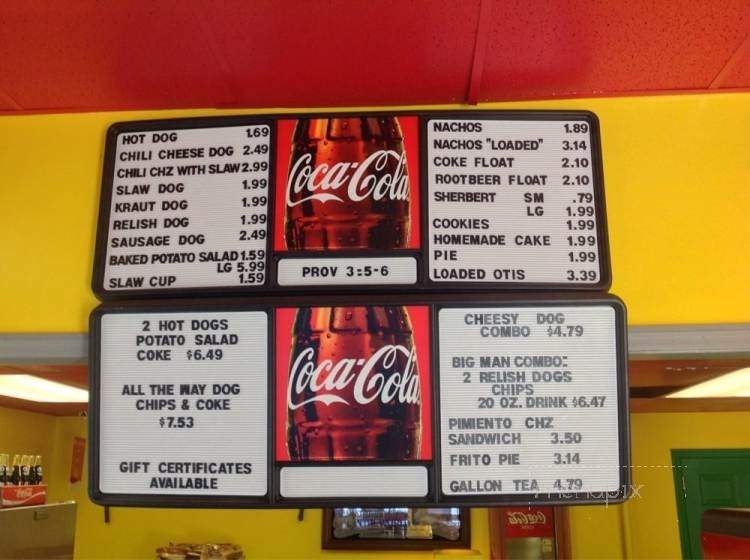 HOT DOG 1.69
CHILI CHEESE DOG 2.49
CHILI CHZ WITH SLAW 2.99
SLAW DOG 1.99
KRAUT DOG 1.99
RELISH DOG 1.99
SAUSAGE DOG 2.49
BAKED POTATO SALAD 1.59
LG 5.99
SLAW CUP 1.59
Coca-Cola
PROV 3:5-6
NACHOS 1.89
NACHOS "LOADED" 3.14
COKE FLOAT 2.10
ROOTBEER FLOAT 2.10
SHERBERT SM .79
LG 1.99
COOKIES 1.99
HOMEMADE CAKE 1.99
PIE 1.99
LOADED OTIS 3.39
2 HOT DOGS
POTATO SALAD
COKE $6.49
ALL THE WAY DOG
CHIPS & COKE
$7.53
GIFT CERTIFICATES
AVAILABLE
Coca-Cola
CHEESY DOG
COMBO $4.79
BIG MAN COMBO:
2 RELISH DOGS
CHIPS
20 OZ. DRINK $6.47
PIMIENTO CHZ
SANDWICH 3.50
FRITO PIE 3.14
GALLON TEA 4.79
menupix
Coca-Cola